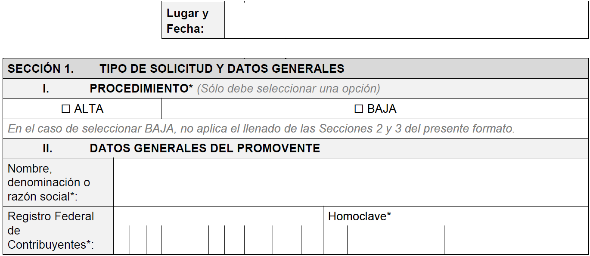 Lugar y
Fecha:
SECCIÓN 1. TIPO DE SOLICITUD Y DATOS GENERALES
I. PROCEDIMIENTO* (Sólo debe seleccionar una opción)
☐ ALTA ☐ BAJA
En el caso de seleccionar BAJA, no aplica el llenado de las Secciones 2 y 3 del presente formato.
II. DATOS GENERALES DEL PROMOVENTE
Nombre,
denominación o
razón social*:
Registro Federal
de
Contribuyentes*:
Homoclave*